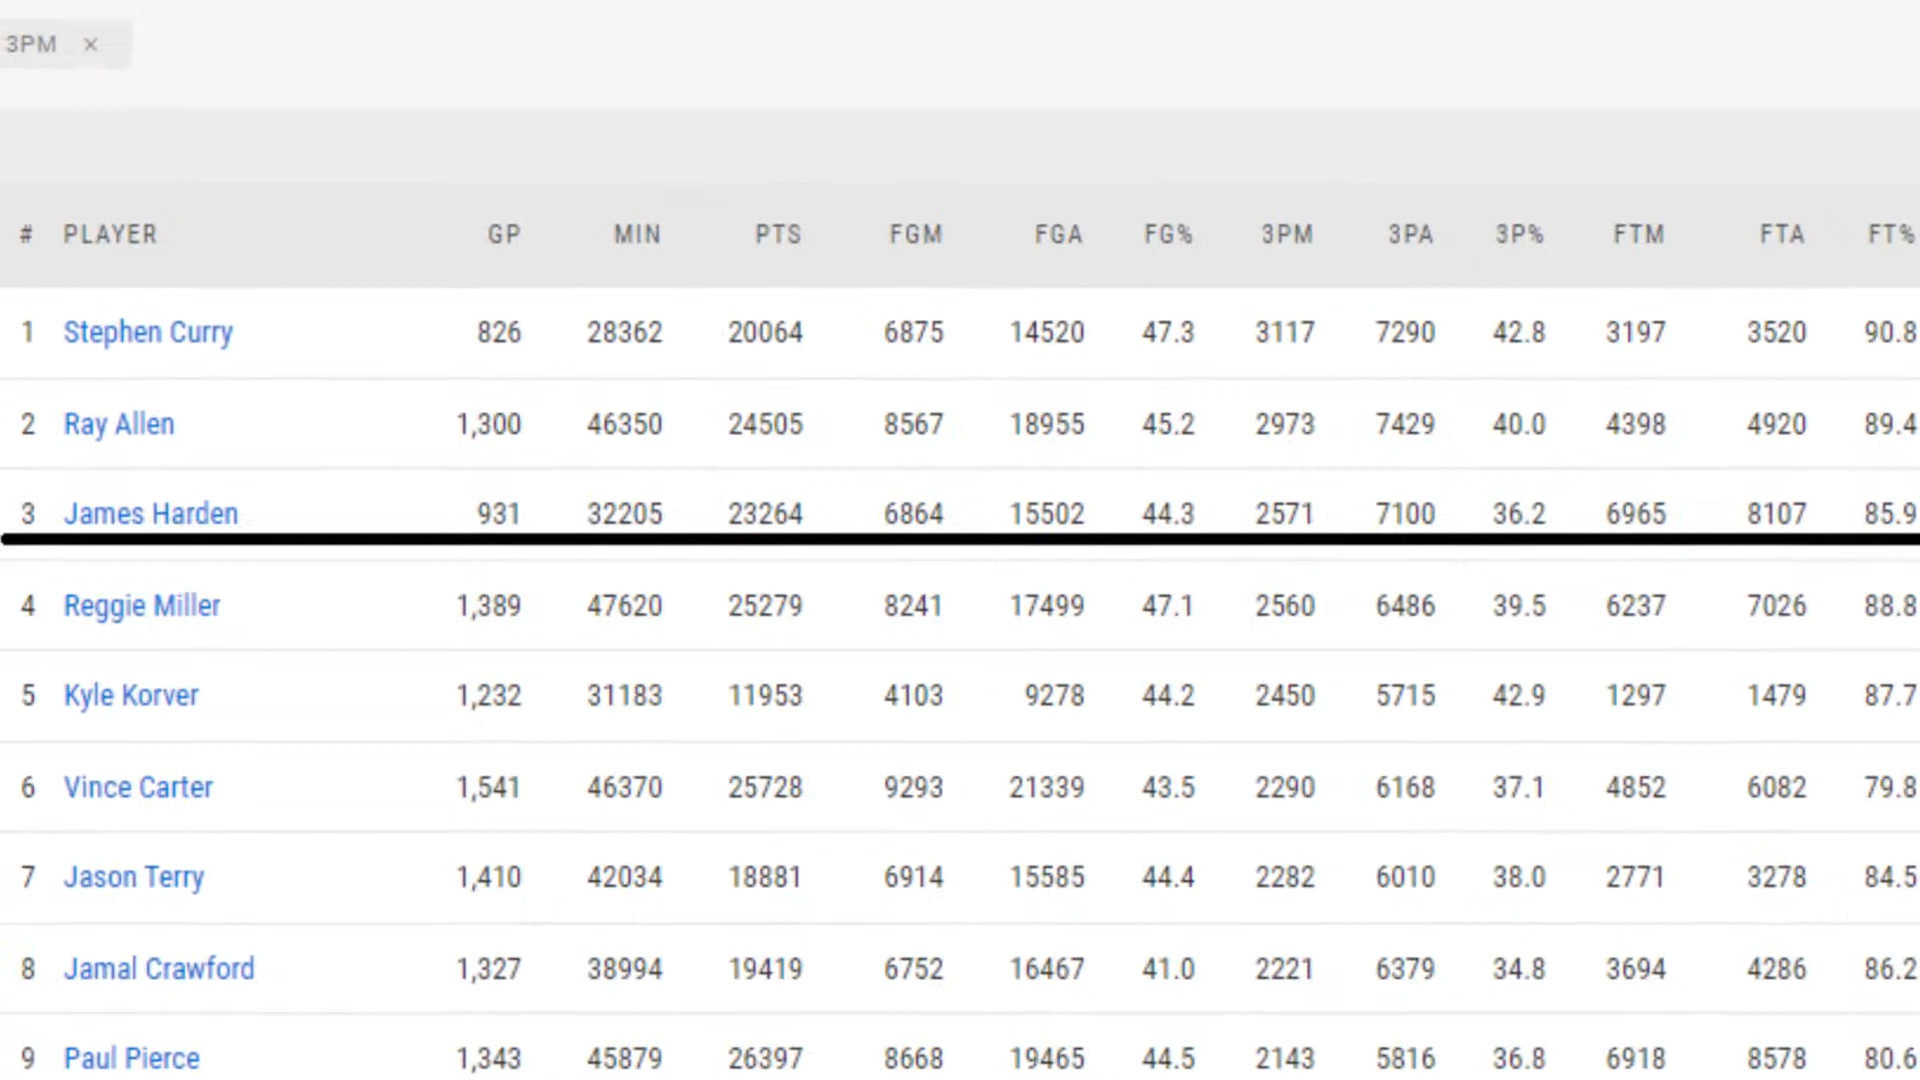 3PM ×
# PLAYER GP MIN PTS FGM FGA FG% 3PM 3PA 3P% FTM FTA FT%
1 Stephen Curry 826 28362 20064 6875 14520 47.3 3117 7290 42.8 3197 3520 90.8
2 Ray Allen 1,300 46350 24505 8567 18955 45.2 2973 7429 40.0 4398 4920 89.4
3 James Harden 931 32205 23264 6864 15502 44.3 2571 7100 36.2 6965 8107 85.9
4 Reggie Miller 1,389 47620 25279 8241 17499 47.1 2560 6486 39.5 6237 7026 88.8
5 Kyle Korver 1,232 31183 11953 4103 9278 44.2 2450 5715 42.9 1297 1479 87.7
6 Vince Carter 1,541 46370 25728 9293 21339 43.5 2290 6168 37.1 4852 6082 79.8
7 Jason Terry 1,410 42034 18881 6914 15585 44.4 2282 6010 38.0 2771 3278 84.5
8 Jamal Crawford 1,327 38994 19419 6752 16467 41.0 2221 6379 34.8 3694 4286 86.2
9 Paul Pierce 1,343 45879 26397 8668 19465 44.5 2143 5816 36.8 6918 8578 80.6